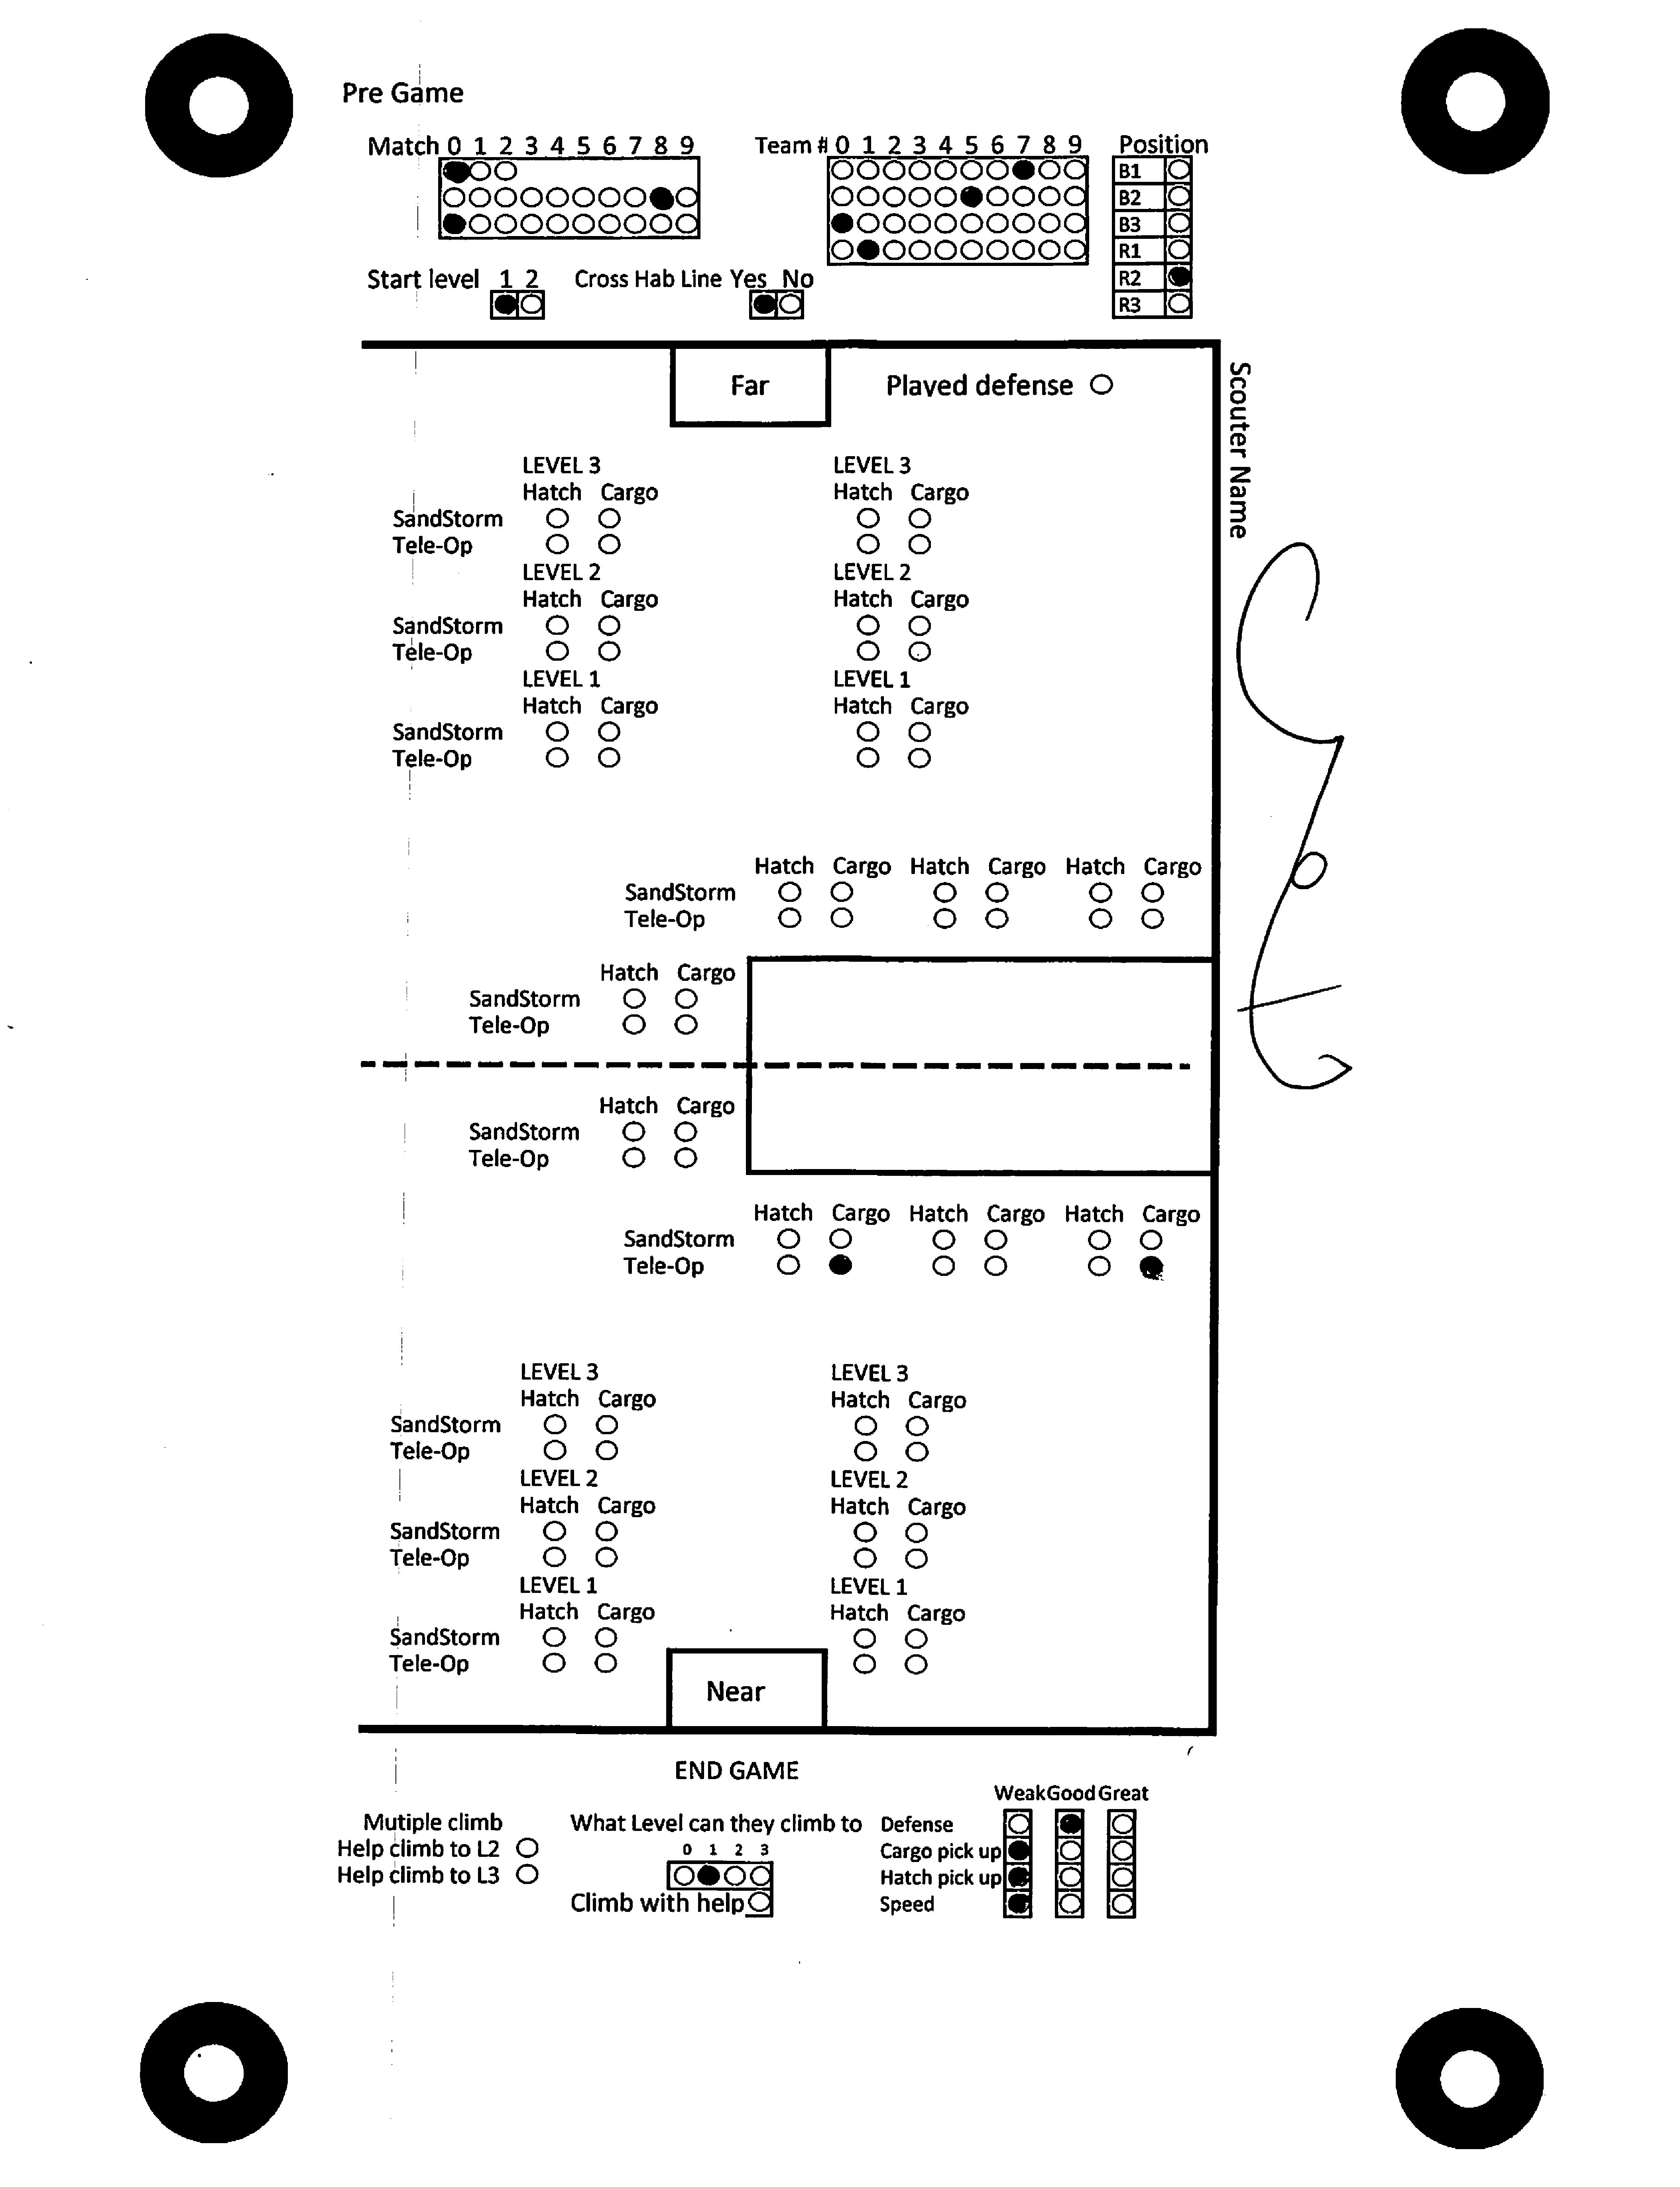 Pre Game
Match 0 1 2 3 4 5 6 7 8 9
Team # 0 1 2 3 4 5 6 7 8 9
Position
B1
B2
B3
R1
R2
R3
Start level 1 2
Cross Hab Line Yes No
Far
Played defense
Scouter Name
LEVEL 3 LEVEL 3
Hatch Cargo Hatch Cargo
SandStorm
Tele-Op
LEVEL 2 LEVEL 2
Hatch Cargo Hatch Cargo
SandStorm
Tele-Op
LEVEL 1 LEVEL 1
Hatch Cargo Hatch Cargo
SandStorm
Tele-Op
Hatch Cargo Hatch Cargo Hatch Cargo
SandStorm
Tele-Op
Hatch Cargo
SandStorm
Tele-Op
Hatch Cargo
SandStorm
Tele-Op
Hatch Cargo Hatch Cargo Hatch Cargo
SandStorm
Tele-Op
LEVEL 3 LEVEL 3
Hatch Cargo Hatch Cargo
SandStorm
Tele-Op
LEVEL 2 LEVEL 2
Hatch Cargo Hatch Cargo
SandStorm
Tele-Op
LEVEL 1 LEVEL 1
Hatch Cargo Hatch Cargo
SandStorm
Tele-Op
Near
END GAME
Mutiple climb
Help climb to L2
Help climb to L3
What Level can they climb to
0 1 2 3
Climb with help
Weak Good Great
Defense
Cargo pick up
Hatch pick up
Speed